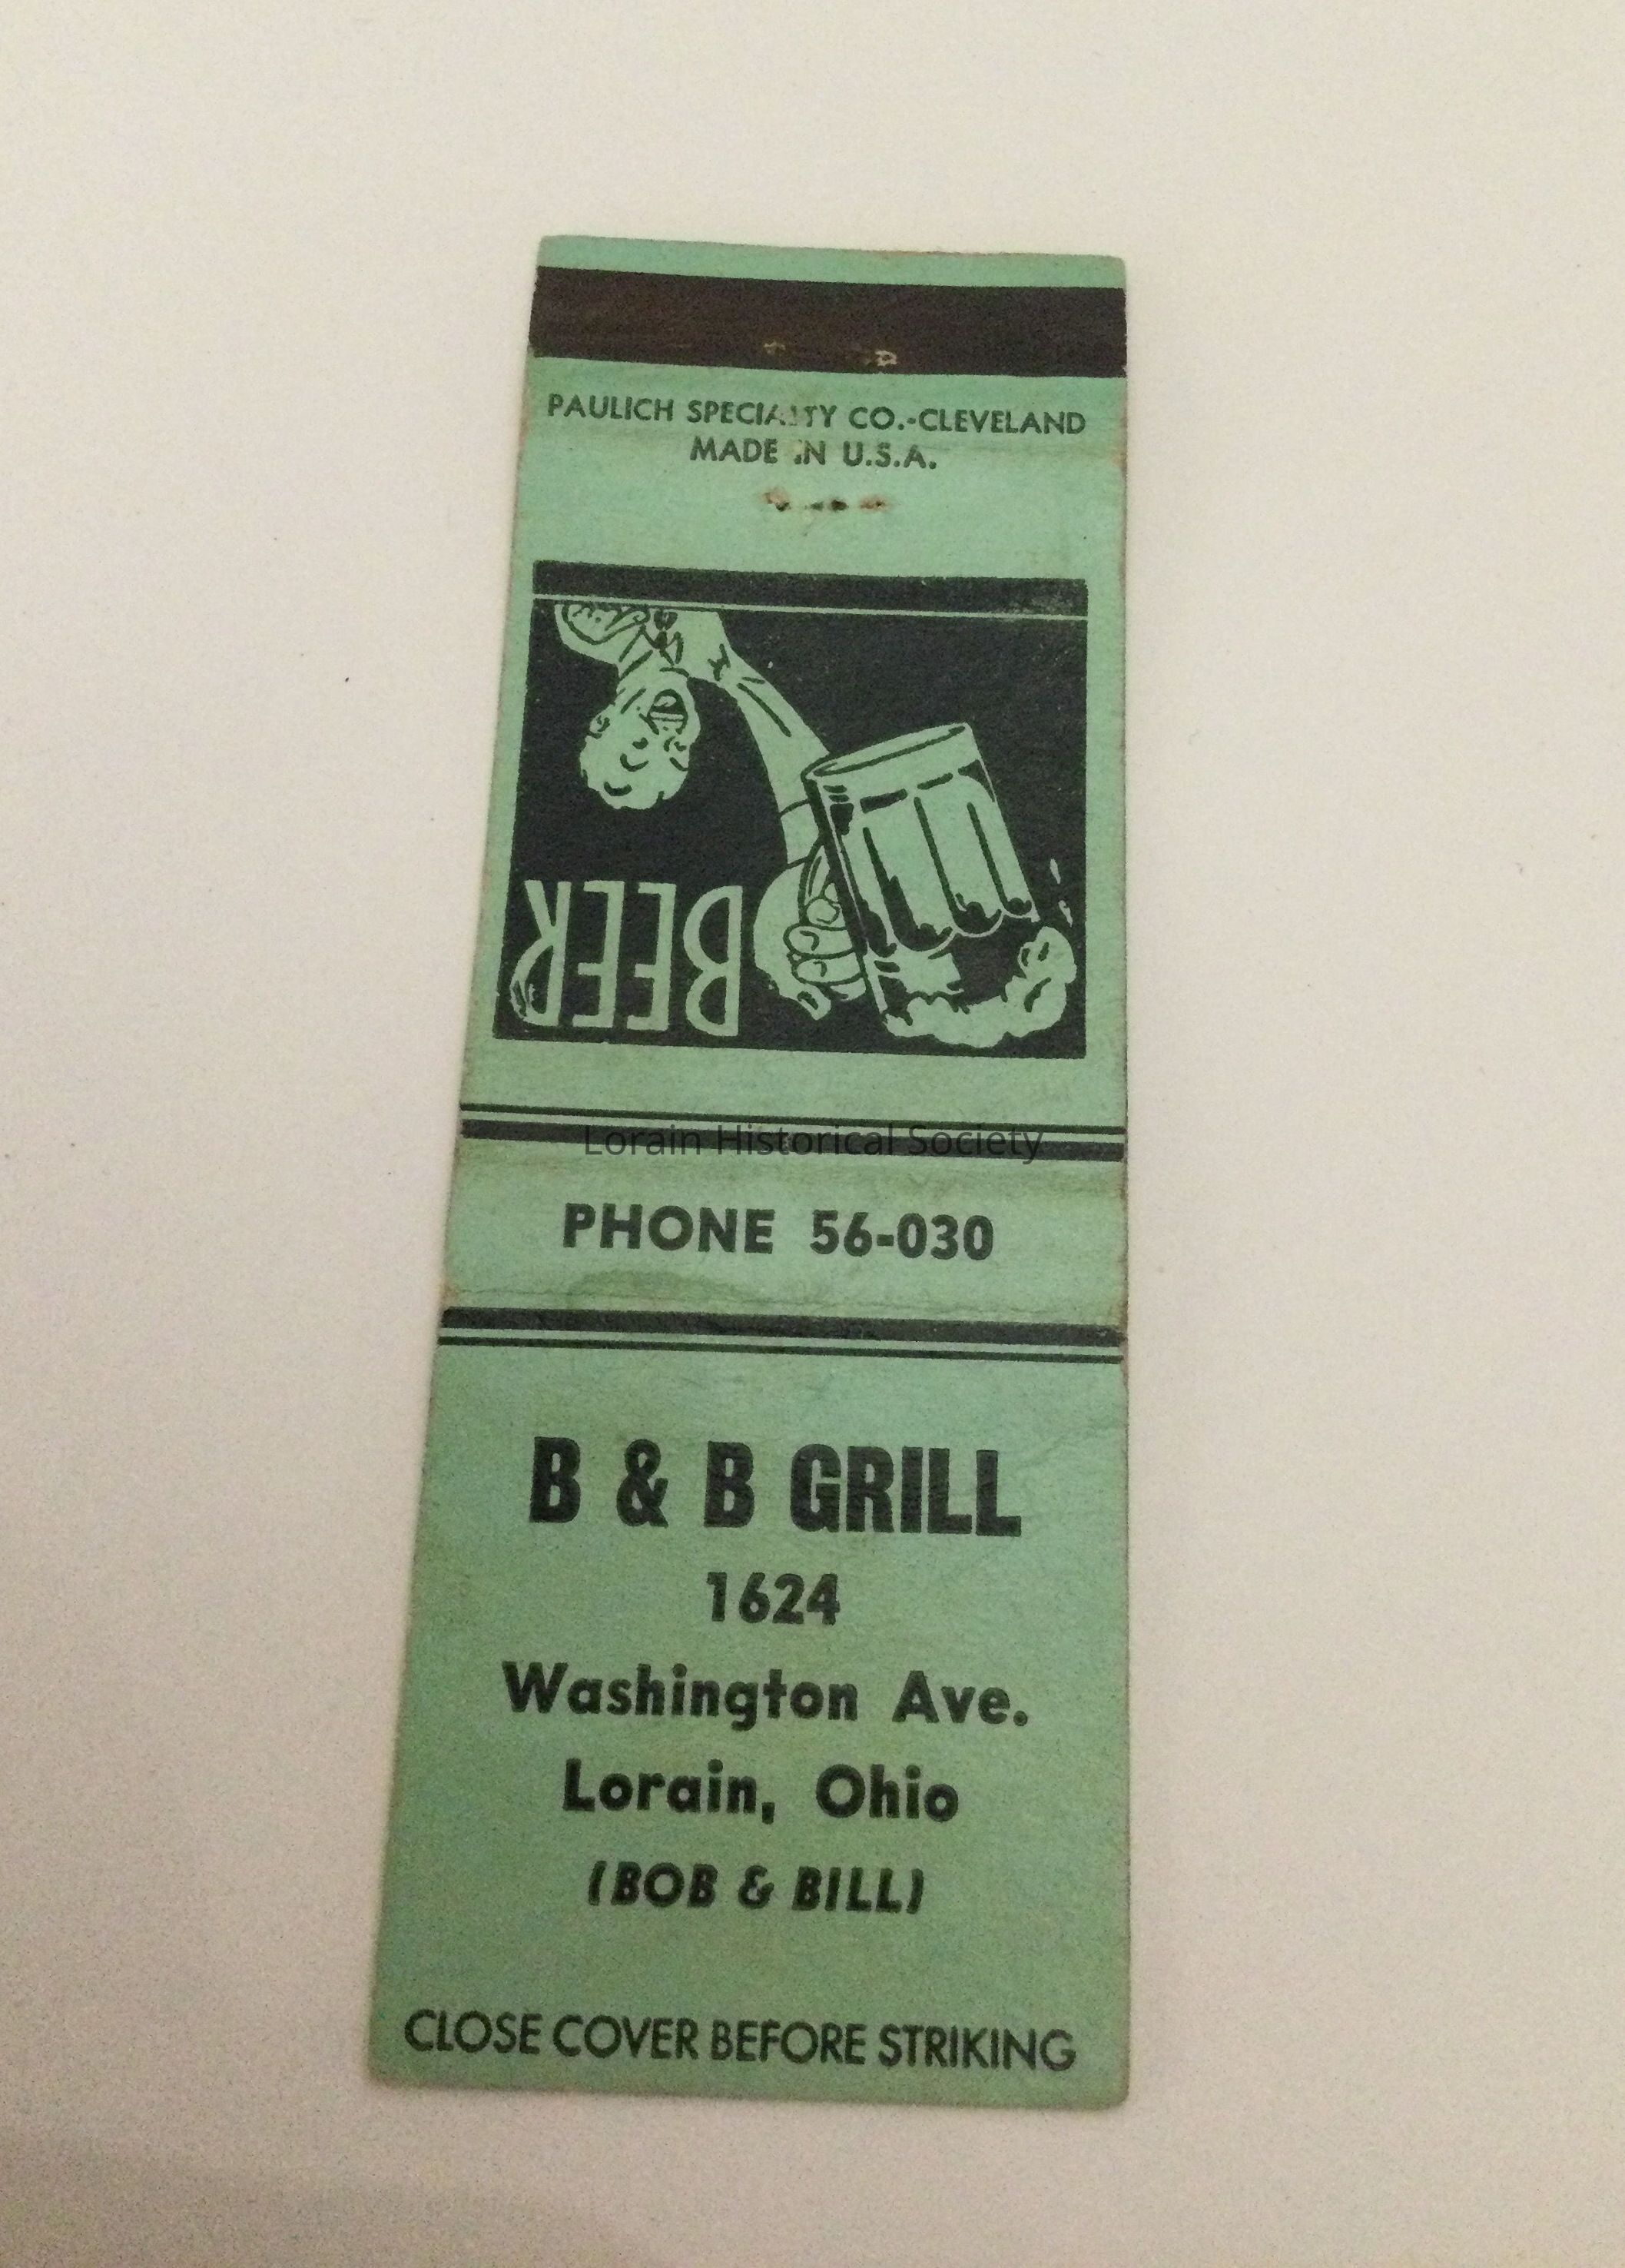 PAULICH SPECIALTY CO.-CLEVELAND
MADE IN U.S.A.
BEER
Lorain Historical Society
PHONE 56-030
B & B GRILL
1624
Washington Ave.
Lorain, Ohio
(BOB & BILL)
CLOSE COVER BEFORE STRIKING